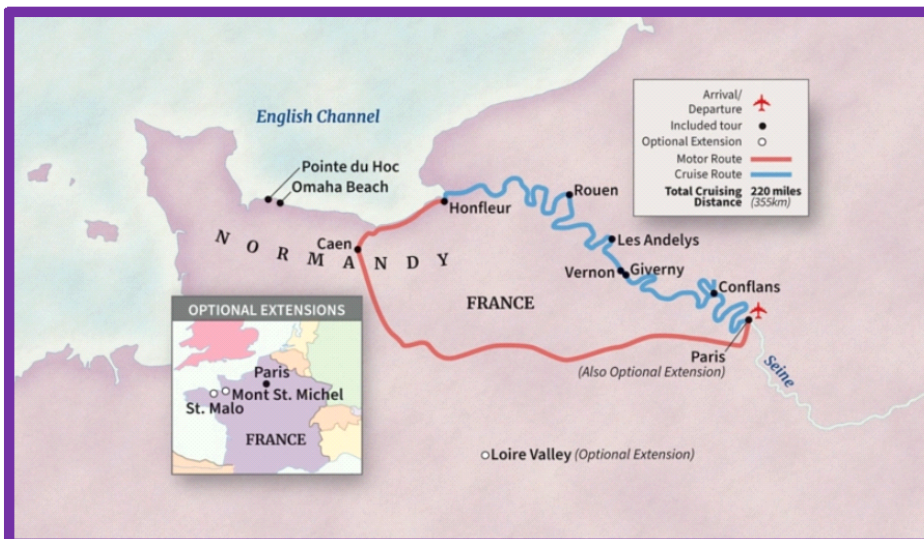 English Channel
Pointe du Hoc
Omaha Beach
Honfleur
Rouen
Caen
NORMANDY
Les Andelys
Vernon
Giverny
Conflans
FRANCE
Paris
(Also Optional Extension)
Seine
Loire Valley (Optional Extension)
Arrival/
Departure
Included tour
Optional Extension
Motor Route
Cruise Route
Total Cruising 220 miles
Distance (355km)
OPTIONAL EXTENSIONS
Paris
Mont St. Michel
St. Malo
FRANCE